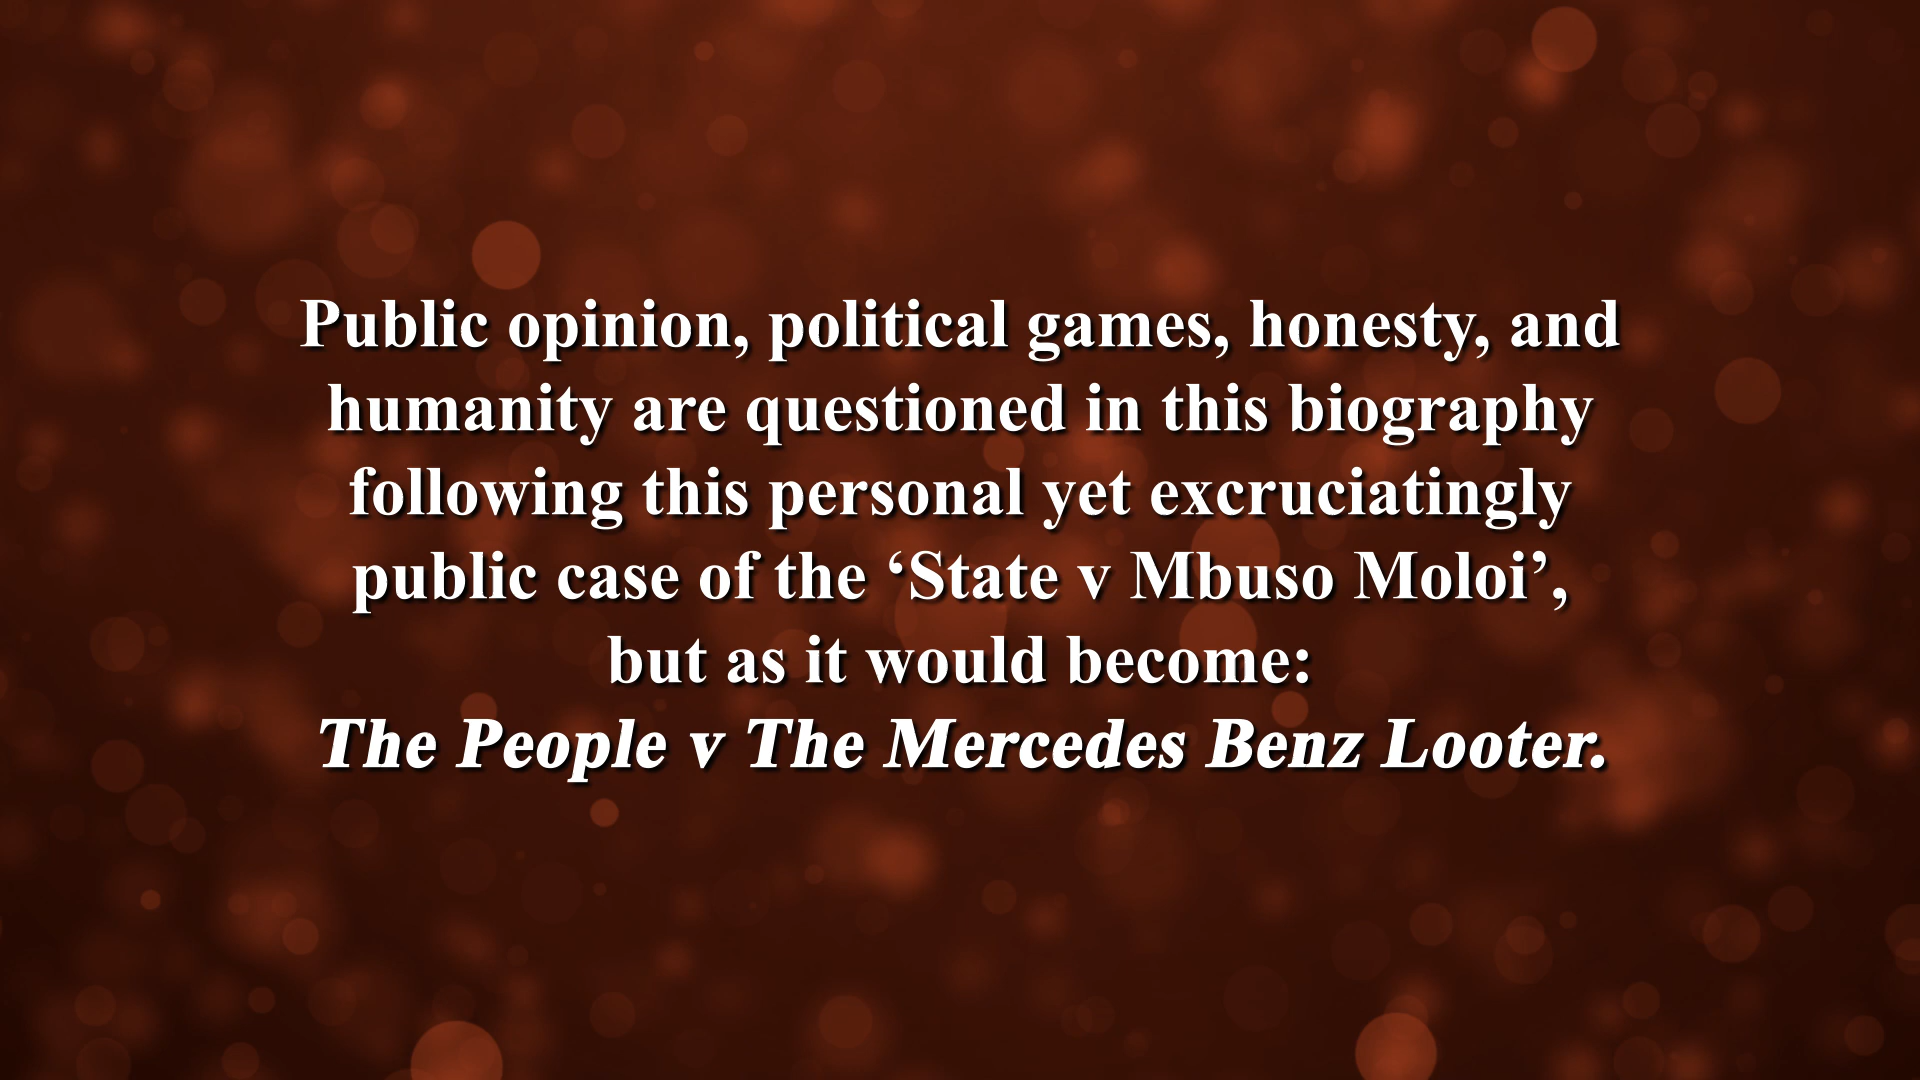 Public opinion, political games, honesty, and
humanity are questioned in this biography
following this personal yet excruciatingly
public case of the ‘State v Mbuso Moloi’,
but as it would become:
The People v The Mercedes Benz Looter.